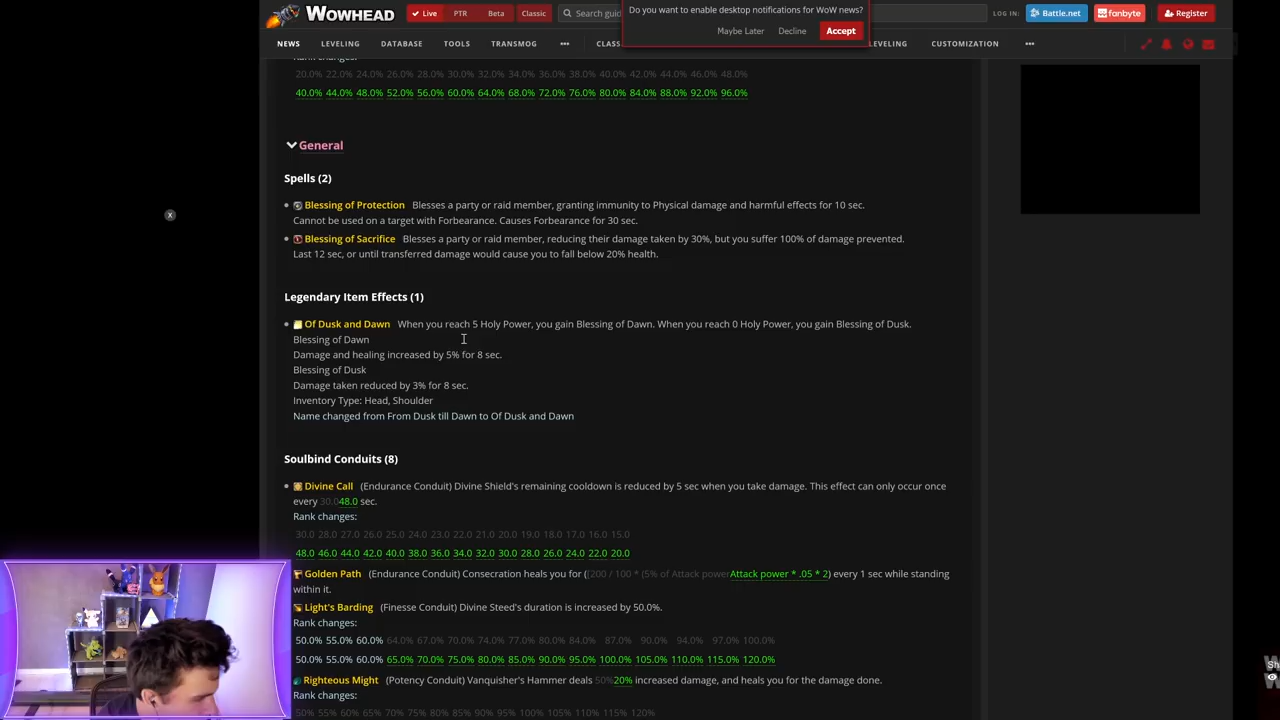 WOWHEAD
Live PTR Beta Classic Search guid
Do you want to enable desktop notifications for WoW news?
Maybe Later Decline Accept
LOG IN: Battle.net fanbyte Register
NEWS LEVELING DATABASE TOOLS TRANSMOG ••• CLASS LEVELING CUSTOMIZATION •••
Rank changes:
20.0% 22.0% 24.0% 26.0% 28.0% 30.0% 32.0% 34.0% 36.0% 38.0% 40.0% 42.0% 44.0% 46.0% 48.0%
40.0% 44.0% 48.0% 52.0% 56.0% 60.0% 64.0% 68.0% 72.0% 76.0% 80.0% 84.0% 88.0% 92.0% 96.0%
General
Spells (2)
Blessing of Protection Blesses a party or raid member, granting immunity to Physical damage and harmful effects for 10 sec.
Cannot be used on a target with Forbearance. Causes Forbearance for 30 sec.
X
Blessing of Sacrifice Blesses a party or raid member, reducing their damage taken by 30%, but you suffer 100% of damage prevented.
Last 12 sec, or until transferred damage would cause you to fall below 20% health.
Legendary Item Effects (1)
Of Dusk and Dawn When you reach 5 Holy Power, you gain Blessing of Dawn. When you reach 0 Holy Power, you gain Blessing of Dusk.
Blessing of Dawn
Damage and healing increased by 5% for 8 sec.
Blessing of Dusk
Damage taken reduced by 3% for 8 sec.
Inventory Type: Head, Shoulder
Name changed from From Dusk till Dawn to Of Dusk and Dawn
Soulbind Conduits (8)
Divine Call (Endurance Conduit) Divine Shield's remaining cooldown is reduced by 5 sec when you take damage. This effect can only occur once
every 30.048.0 sec.
Rank changes:
30.0 28.0 27.0 26.0 25.0 24.0 23.0 22.0 21.0 20.0 19.0 18.0 17.0 16.0 15.0
48.0 46.0 44.0 42.0 40.0 38.0 36.0 34.0 32.0 30.0 28.0 26.0 24.0 22.0 20.0
Golden Path (Endurance Conduit) Consecration heals you for ([200 / 100 * (5% of Attack powerAttack power * .05 * 2) every 1 sec while standing
within it.
Light's Barding (Finesse Conduit) Divine Steed's duration is increased by 50.0%.
Rank changes:
50.0% 55.0% 60.0% 64.0% 67.0% 70.0% 74.0% 77.0% 80.0% 84.0% 87.0% 90.0% 94.0% 97.0% 100.0%
50.0% 55.0% 60.0% 65.0% 70.0% 75.0% 80.0% 85.0% 90.0% 95.0% 100.0% 105.0% 110.0% 115.0% 120.0%
Righteous Might (Potency Conduit) Vanquisher's Hammer deals 50%20% increased damage, and heals you for the damage done.
Rank changes:
50% 55% 60% 65% 70% 75% 80% 85% 90% 95% 100% 105% 110% 115% 120%
Sh